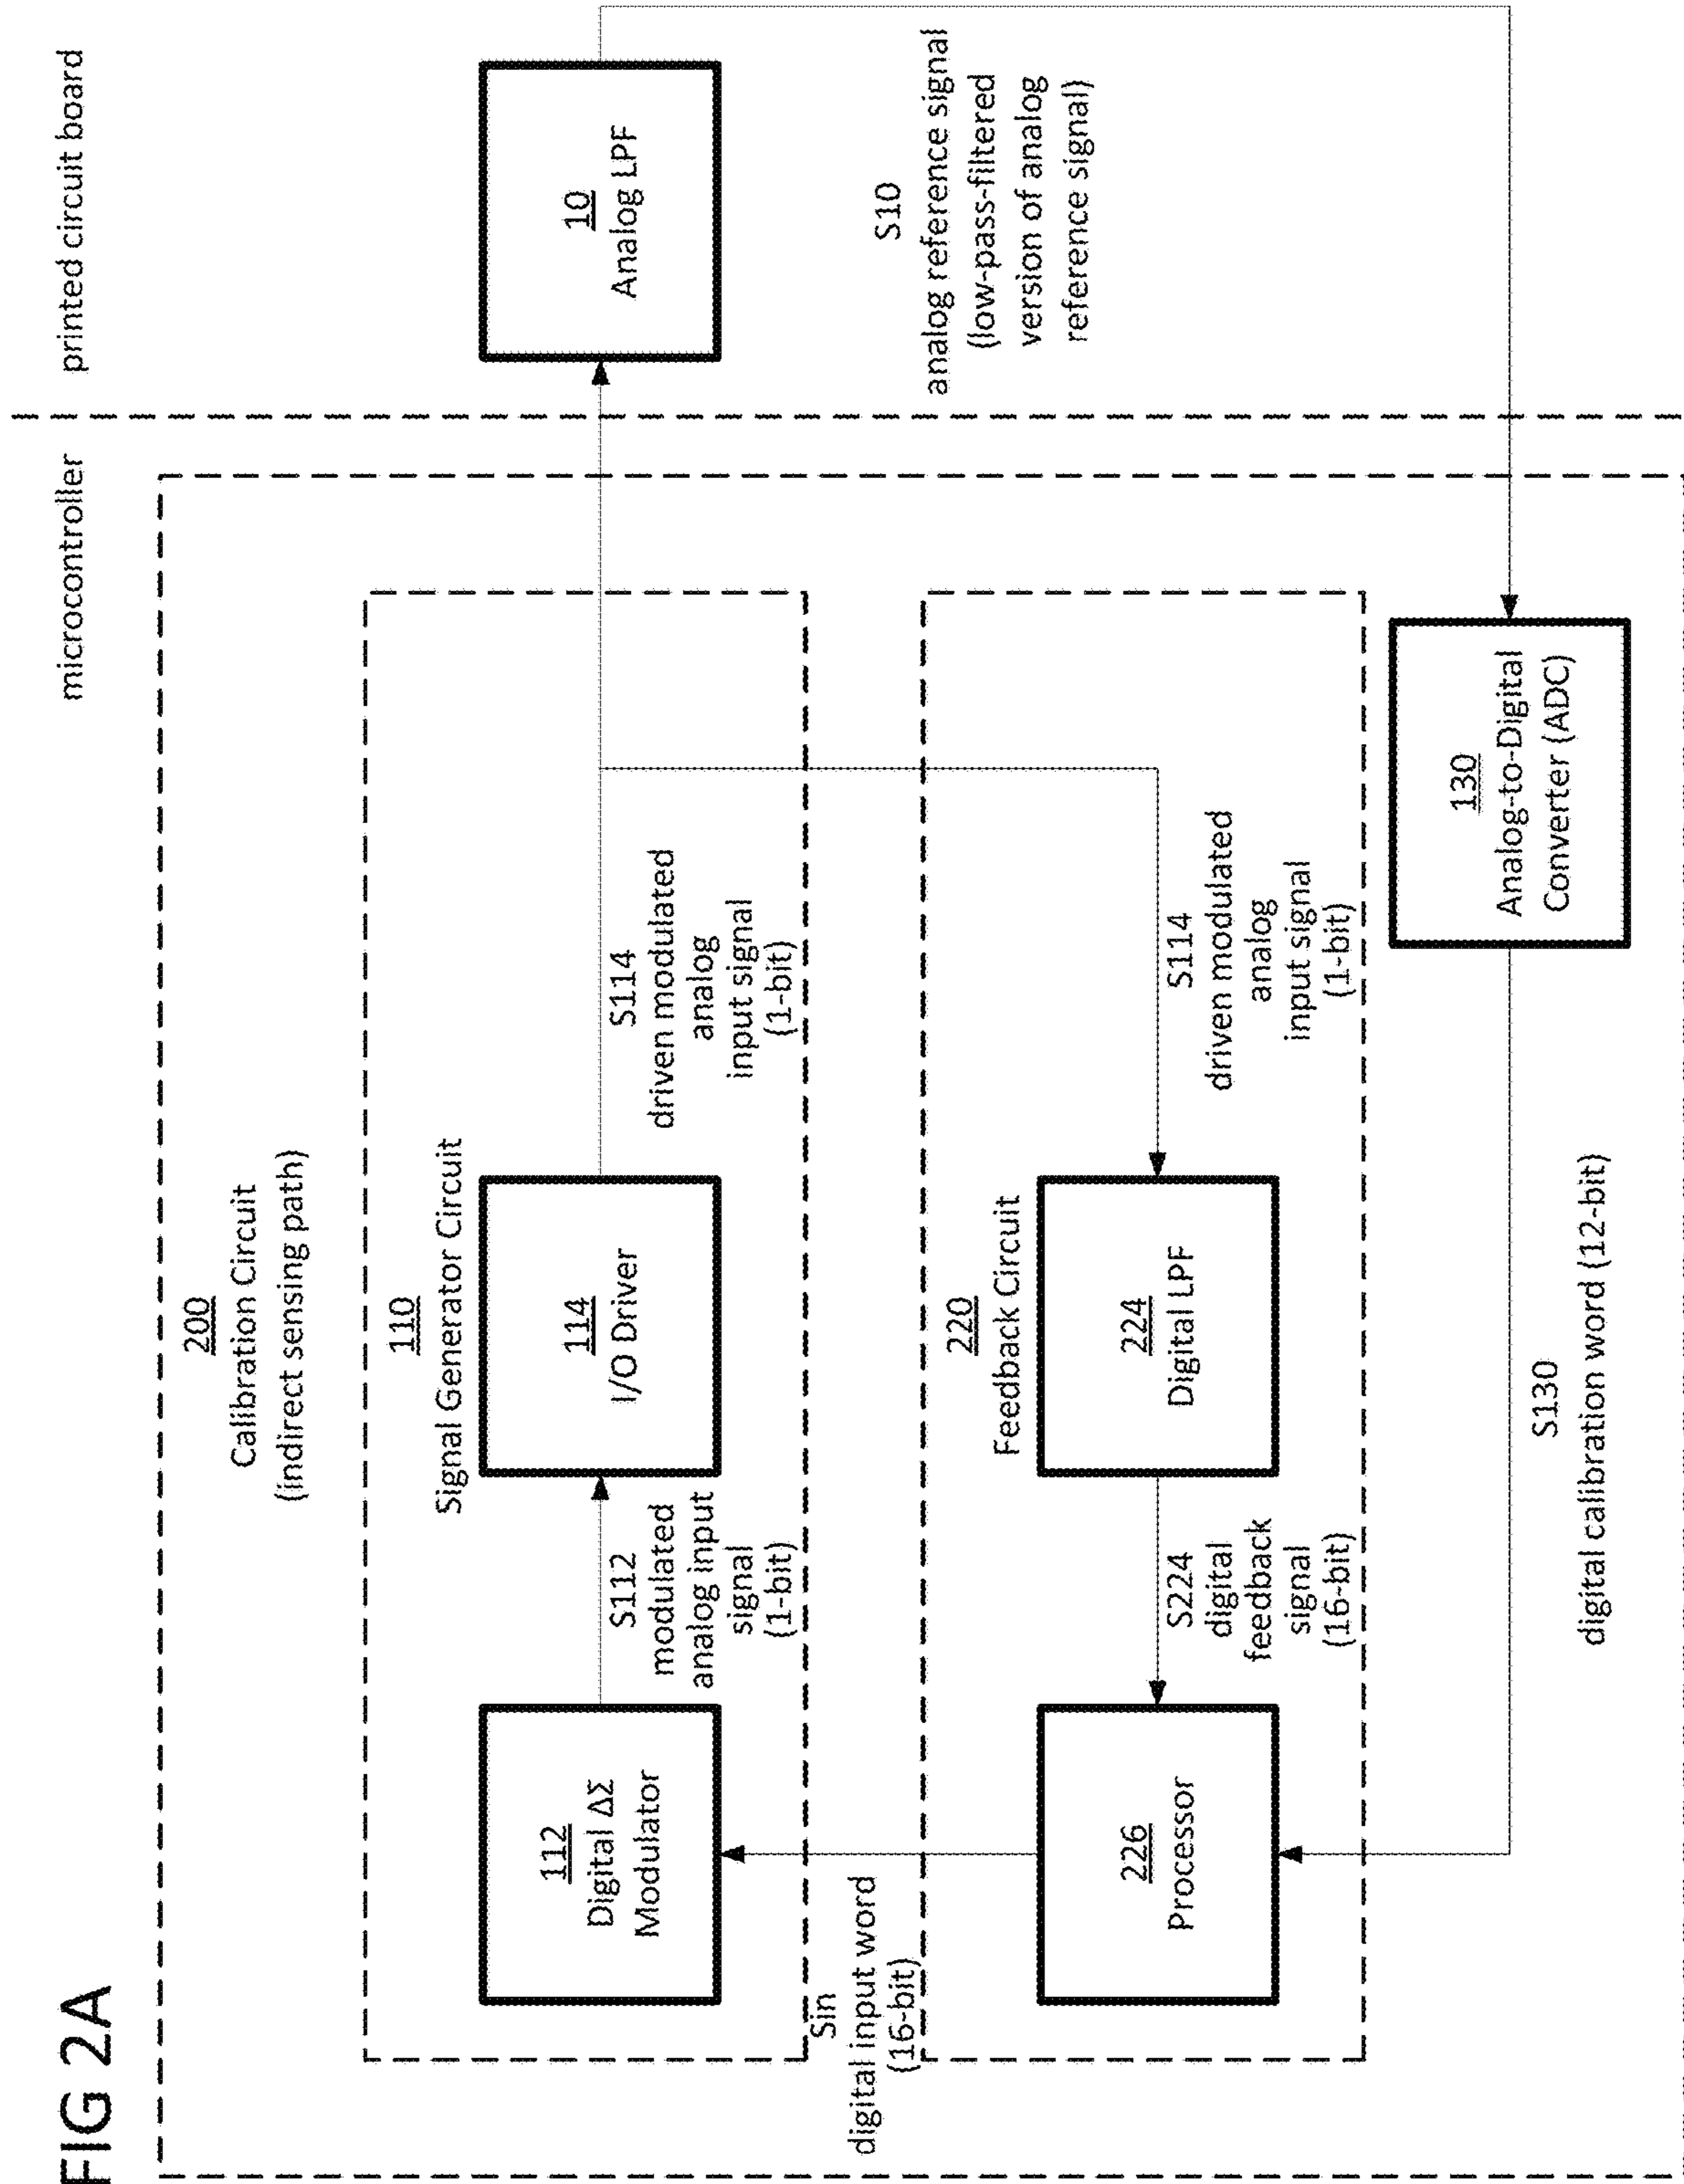 FIG 2A
microcontroller
printed circuit board
200
Calibration Circuit
(indirect sensing path)
110
Signal Generator Circuit
112
Digital ΔΣ
Modulator
S112
modulated
analog input
signal
(1-bit)
114
I/O Driver
S114
driven modulated
analog
input signal
(1-bit)
10
Analog LPF
S10
analog reference signal
(low-pass-filtered
version of analog
reference signal)
Sin
digital input word
(16-bit)
220
Feedback Circuit
226
Processor
S224
digital
feedback
signal
(16-bit)
224
Digital LPF
S114
driven modulated
analog
input signal
(1-bit)
130
Analog-to-Digital
Converter (ADC)
S130
digital calibration word (12-bit)